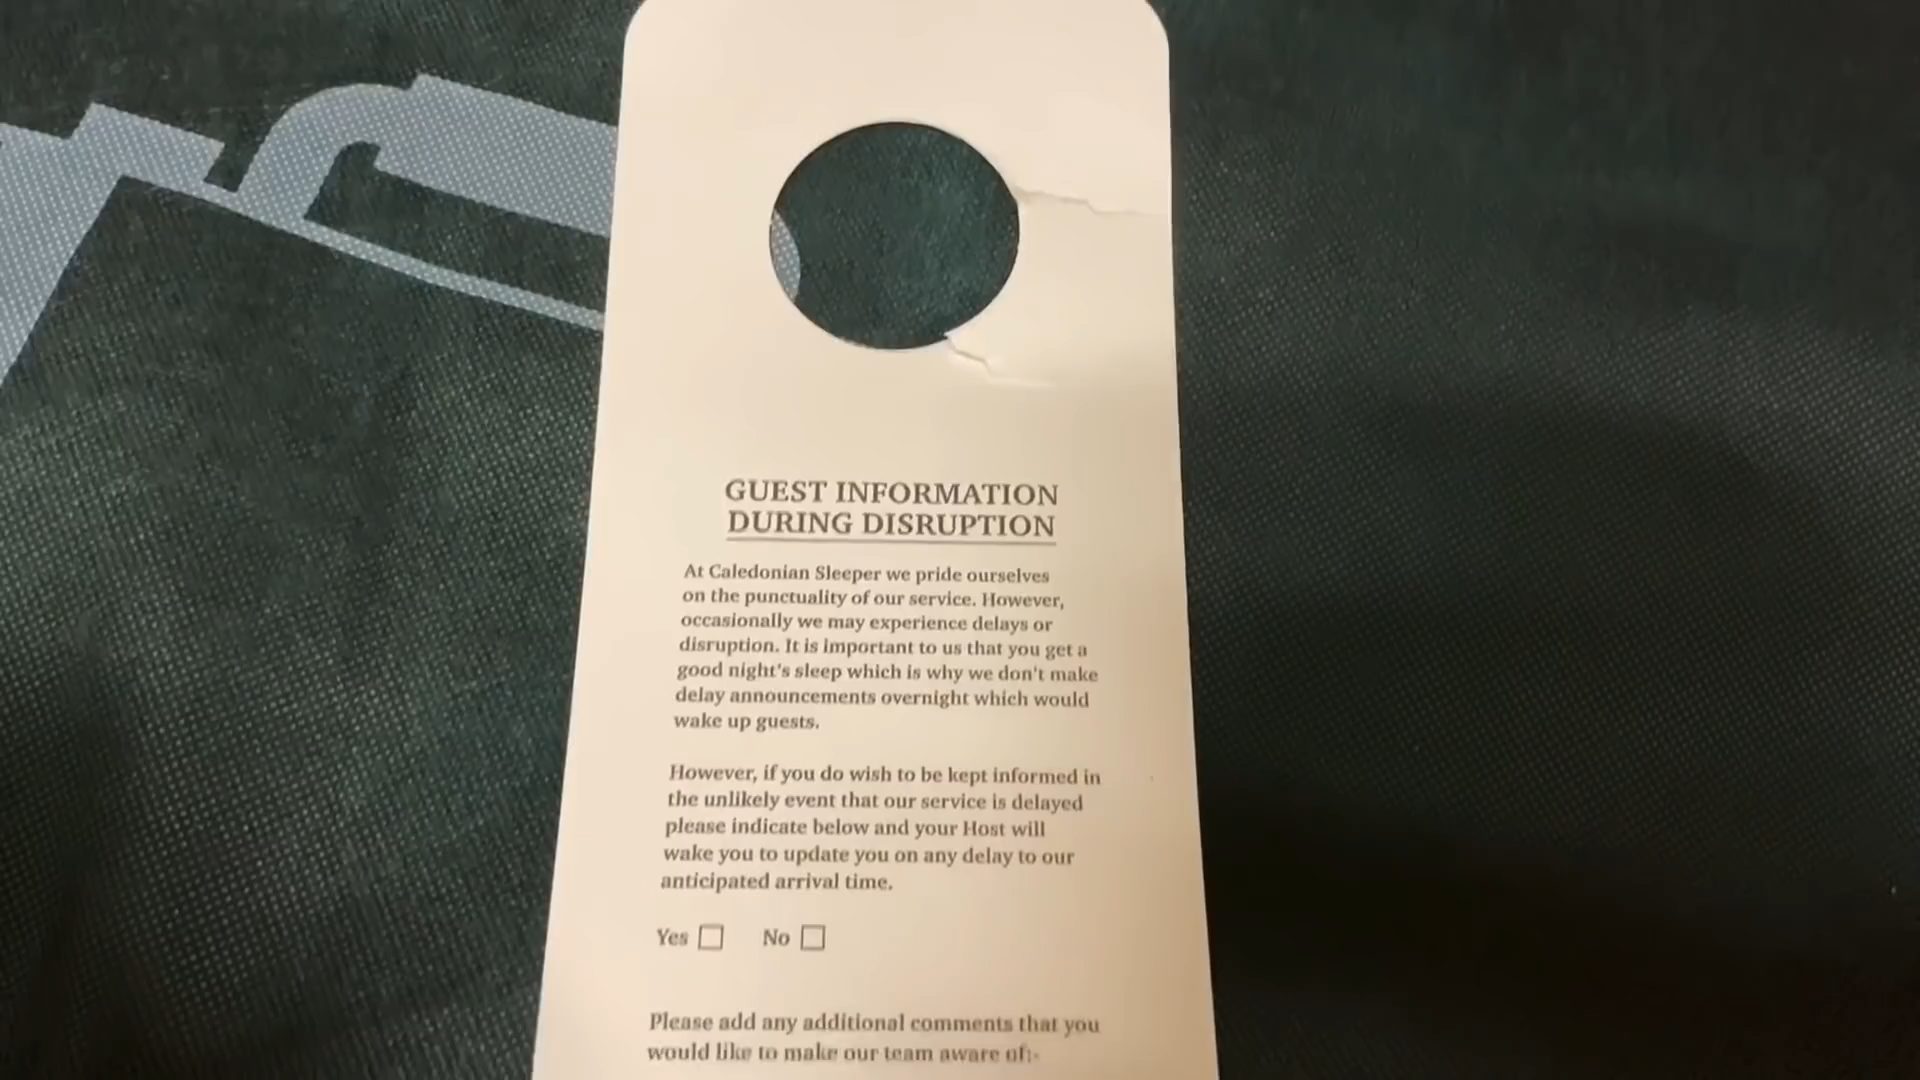 GUEST INFORMATION
DURING DISRUPTION
At Caledonian Sleeper we pride ourselves
on the punctuality of our service. However,
occasionally we may experience delays or
disruption. It is important to us that you get a
good night's sleep which is why we don't make
delay announcements overnight which would
wake up guests.
However, if you do wish to be kept informed in
the unlikely event that our service is delayed
please indicate below and your Host will
wake you to update you on any delay to our
anticipated arrival time.
Yes No
Please add any additional comments that you
would like to make our team aware of:-